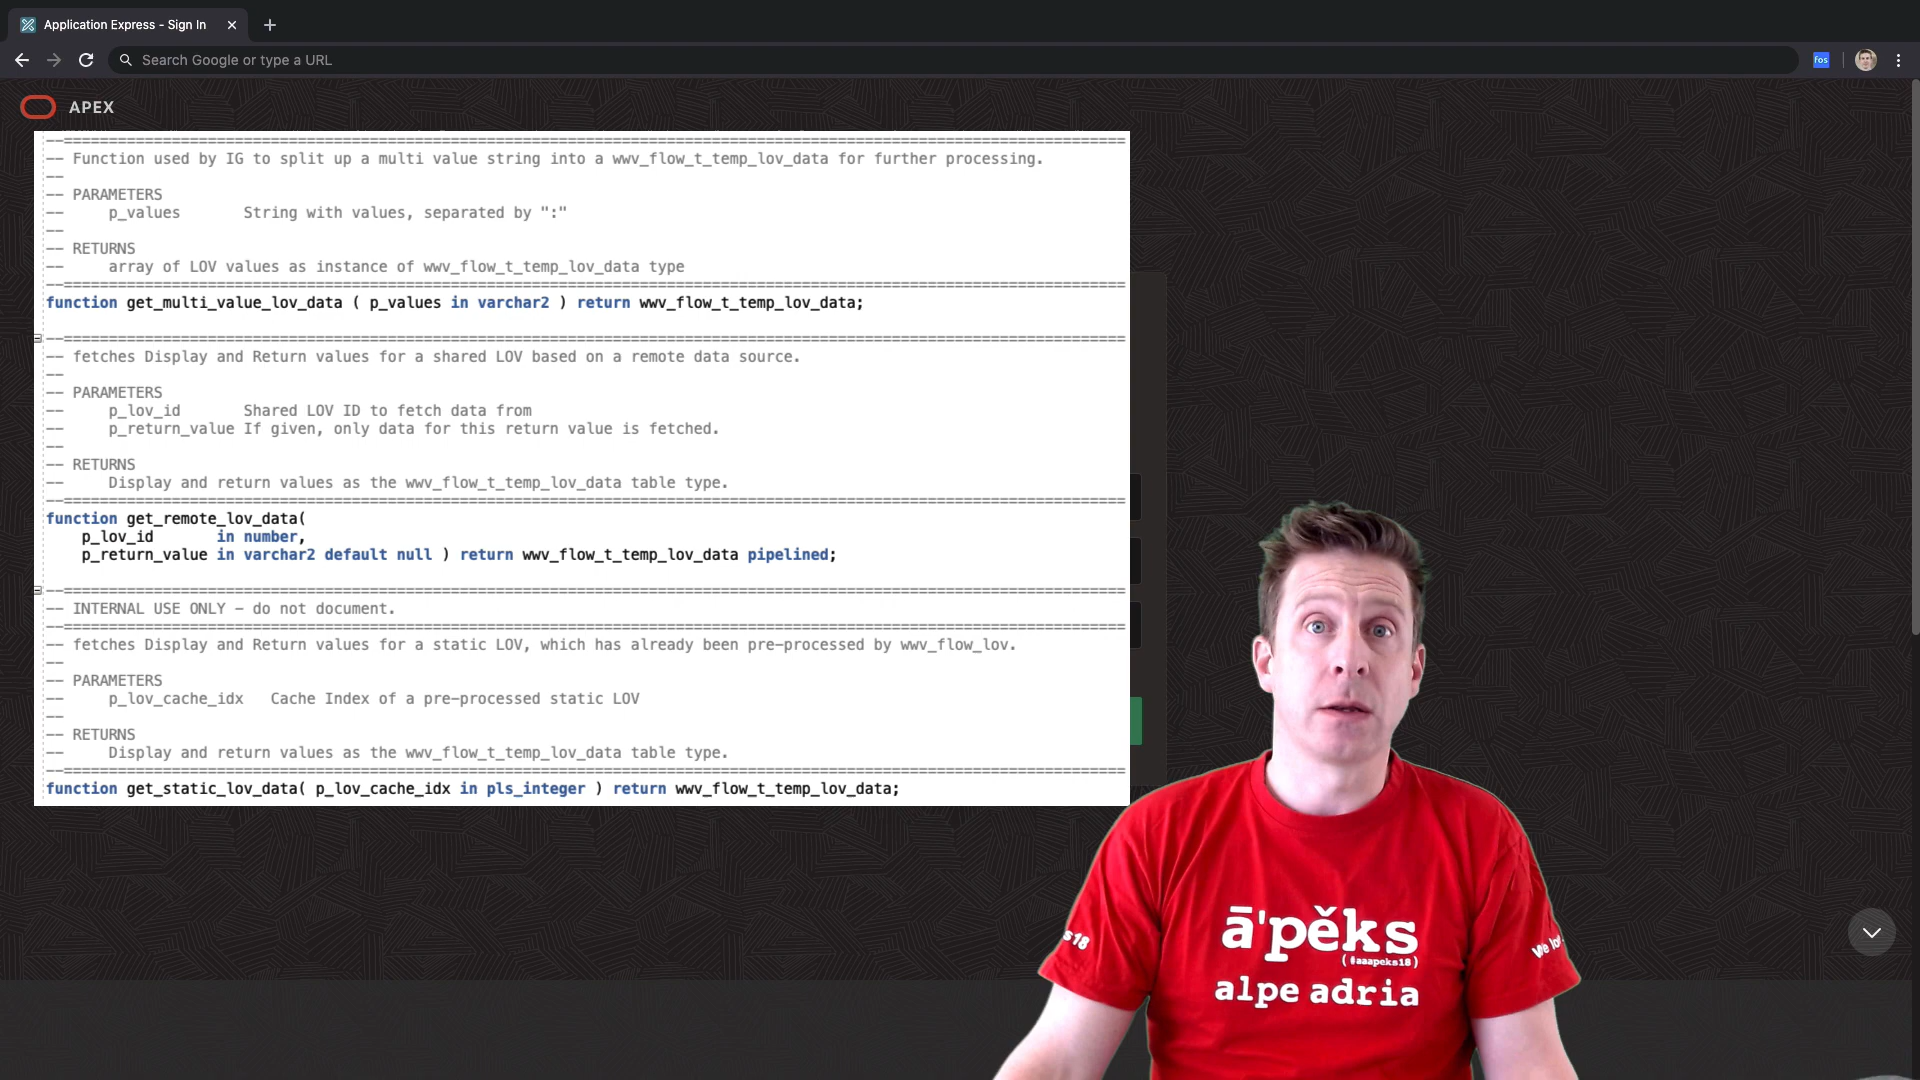 Application Express - Sign In
Search Google or type a URL
fos
APEX
--======================================================================================================================
-- Function used by IG to split up a multi value string into a wwv_flow_t_temp_lov_data for further processing.
--
-- PARAMETERS
--     p_values       String with values, separated by ":"
--
-- RETURNS
--     array of LOV values as instance of wwv_flow_t_temp_lov_data type
--======================================================================================================================
function get_multi_value_lov_data ( p_values in varchar2 ) return wwv_flow_t_temp_lov_data;
--======================================================================================================================
-- fetches Display and Return values for a shared LOV based on a remote data source.
--
-- PARAMETERS
--     p_lov_id       Shared LOV ID to fetch data from
--     p_return_value If given, only data for this return value is fetched.
--
-- RETURNS
--     Display and return values as the wwv_flow_t_temp_lov_data table type.
--======================================================================================================================
function get_remote_lov_data(
    p_lov_id       in number,
    p_return_value in varchar2 default null ) return wwv_flow_t_temp_lov_data pipelined;
--======================================================================================================================
-- INTERNAL USE ONLY - do not document.
--======================================================================================================================
-- fetches Display and Return values for a static LOV, which has already been pre-processed by wwv_flow_lov.
--
-- PARAMETERS
--     p_lov_cache_idx   Cache Index of a pre-processed static LOV
--
-- RETURNS
--     Display and return values as the wwv_flow_t_temp_lov_data table type.
--======================================================================================================================
function get_static_lov_data( p_lov_cache_idx in pls_integer ) return wwv_flow_t_temp_lov_data;
ā'pěks
(#aaapeks18)
alpe adria
s18
We